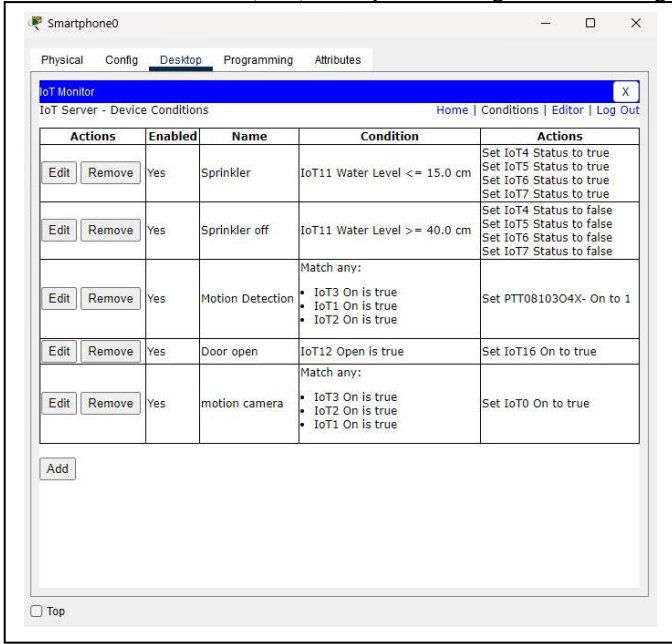 Smartphone0
Physical Config Desktop Programming Attributes
IoT Monitor X
IoT Server - Device Conditions Home | Conditions | Editor | Log Out
Actions Enabled Name Condition Actions
Edit Remove Yes Sprinkler IoT11 Water Level <= 15.0 cm Set IoT4 Status to true
Set IoT5 Status to true
Set IoT6 Status to true
Set IoT7 Status to true
Edit Remove Yes Sprinkler off IoT11 Water Level >= 40.0 cm Set IoT4 Status to false
Set IoT5 Status to false
Set IoT6 Status to false
Set IoT7 Status to false
Edit Remove Yes Motion Detection Match any:
• IoT3 On is true
• IoT1 On is true
• IoT2 On is true
Set PTT08103O4X- On to 1
Edit Remove Yes Door open IoT12 Open is true Set IoT16 On to true
Edit Remove Yes motion camera Match any:
• IoT3 On is true
• IoT2 On is true
• IoT1 On is true
Set IoT0 On to true
Add
Top